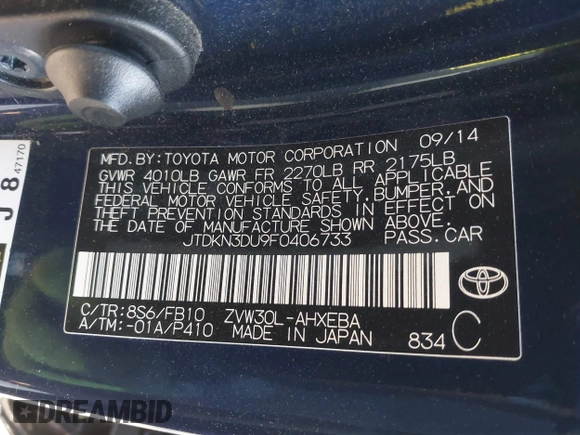 MFD. BY: TOYOTA MOTOR CORPORATION 09/14
GVWR 4010LB GAWR FR 2270LB RR 2175LB
THIS VEHICLE CONFORMS TO ALL APPLICABLE
FEDERAL MOTOR VEHICLE SAFETY, BUMPER, AND
THEFT PREVENTION STANDARDS IN EFFECT ON
THE DATE OF MANUFACTURE SHOWN ABOVE.
JTDKN3DU9F0406733 PASS. CAR
C/TR: 8S6/FB10 ZVW30L-AHXEBA
A/TM: -01A/P410 MADE IN JAPAN 834 C
J 8 47170
DREAMBID